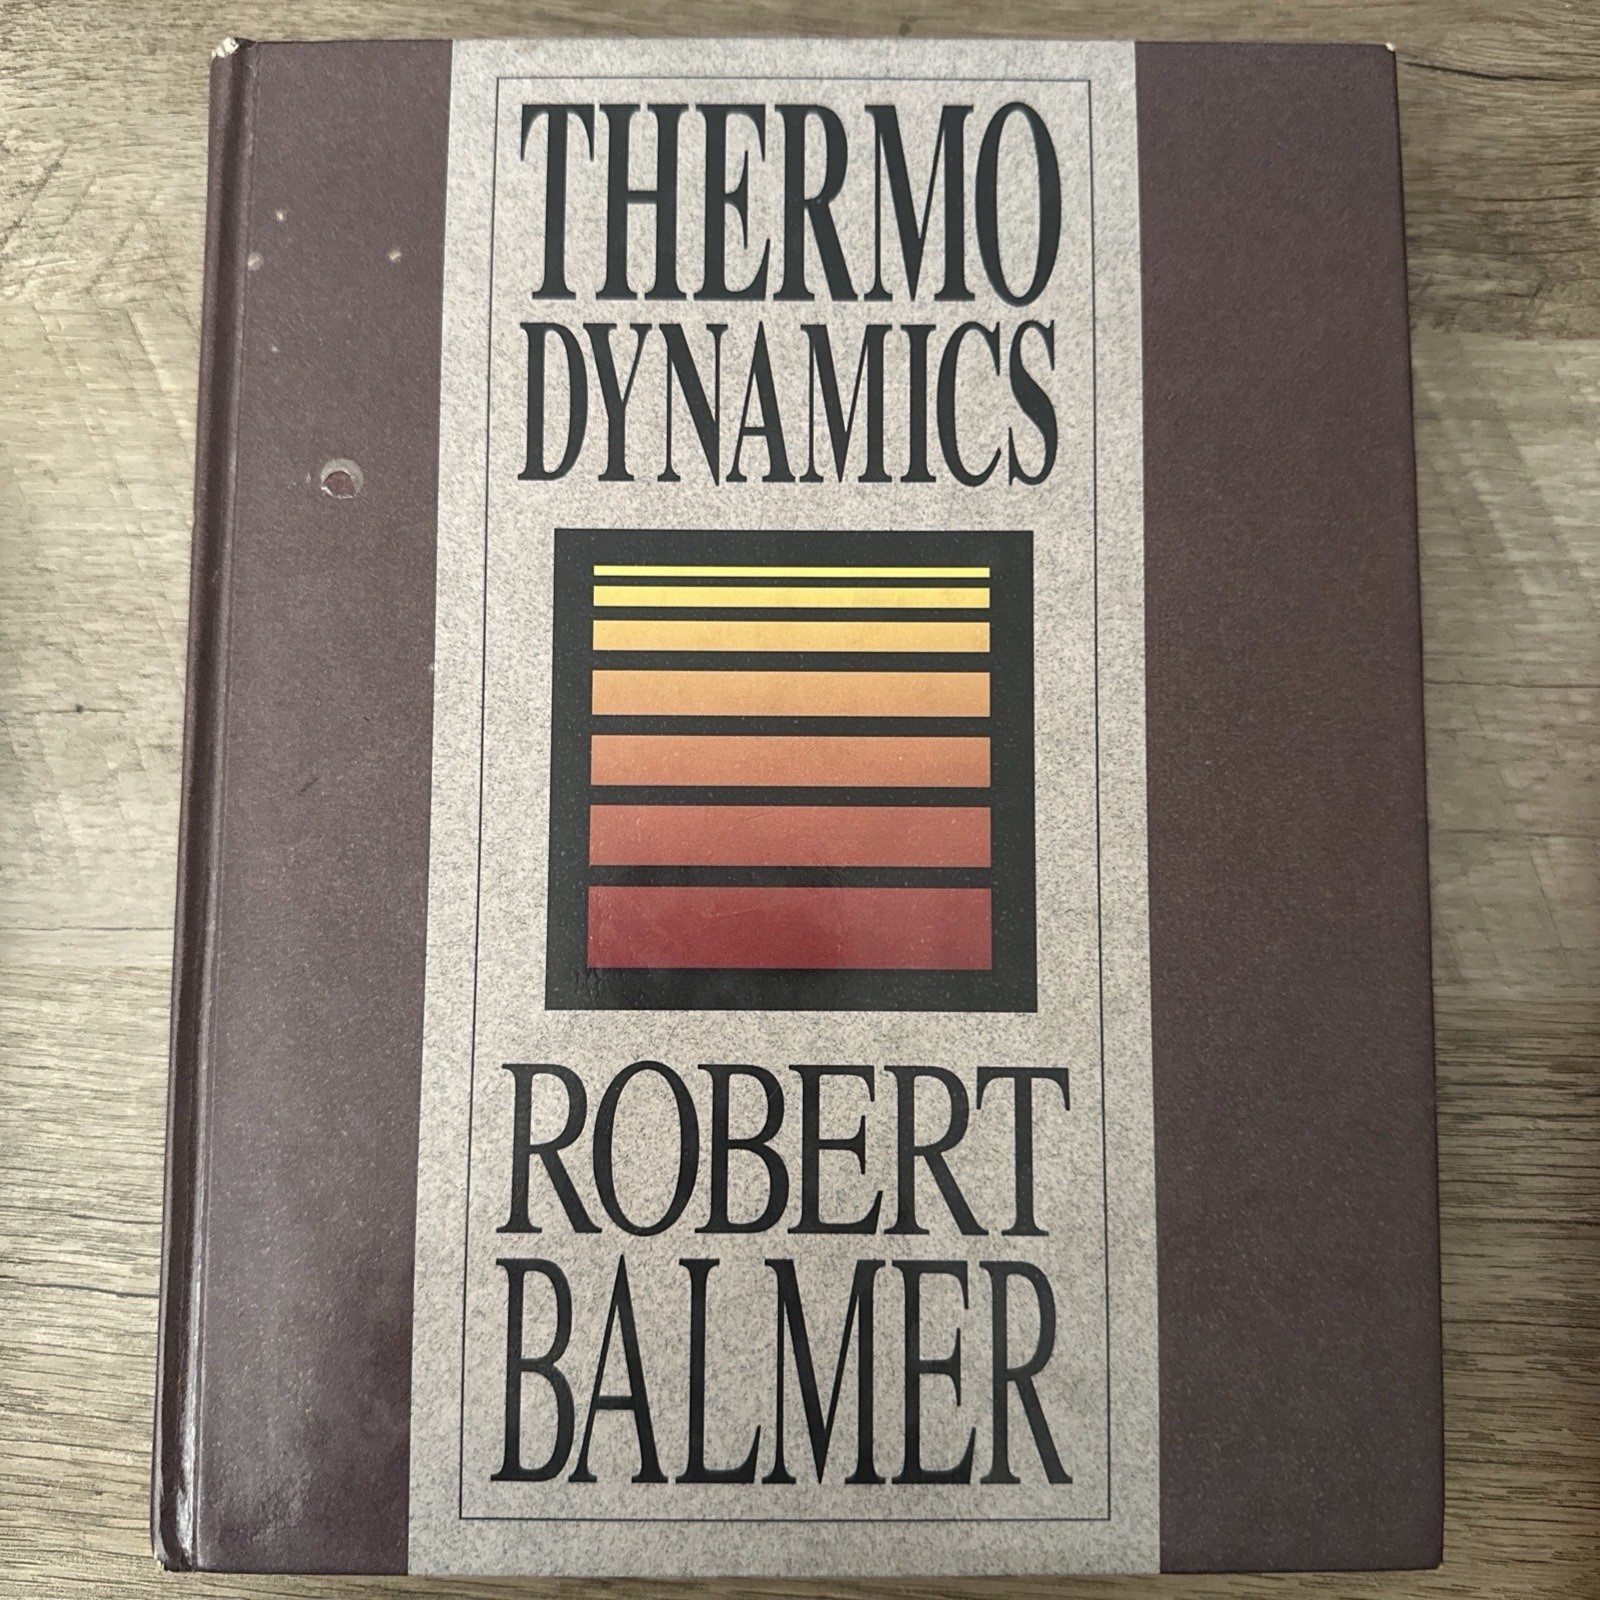 THERMO
DYNAMICS
ROBERT
BALMER